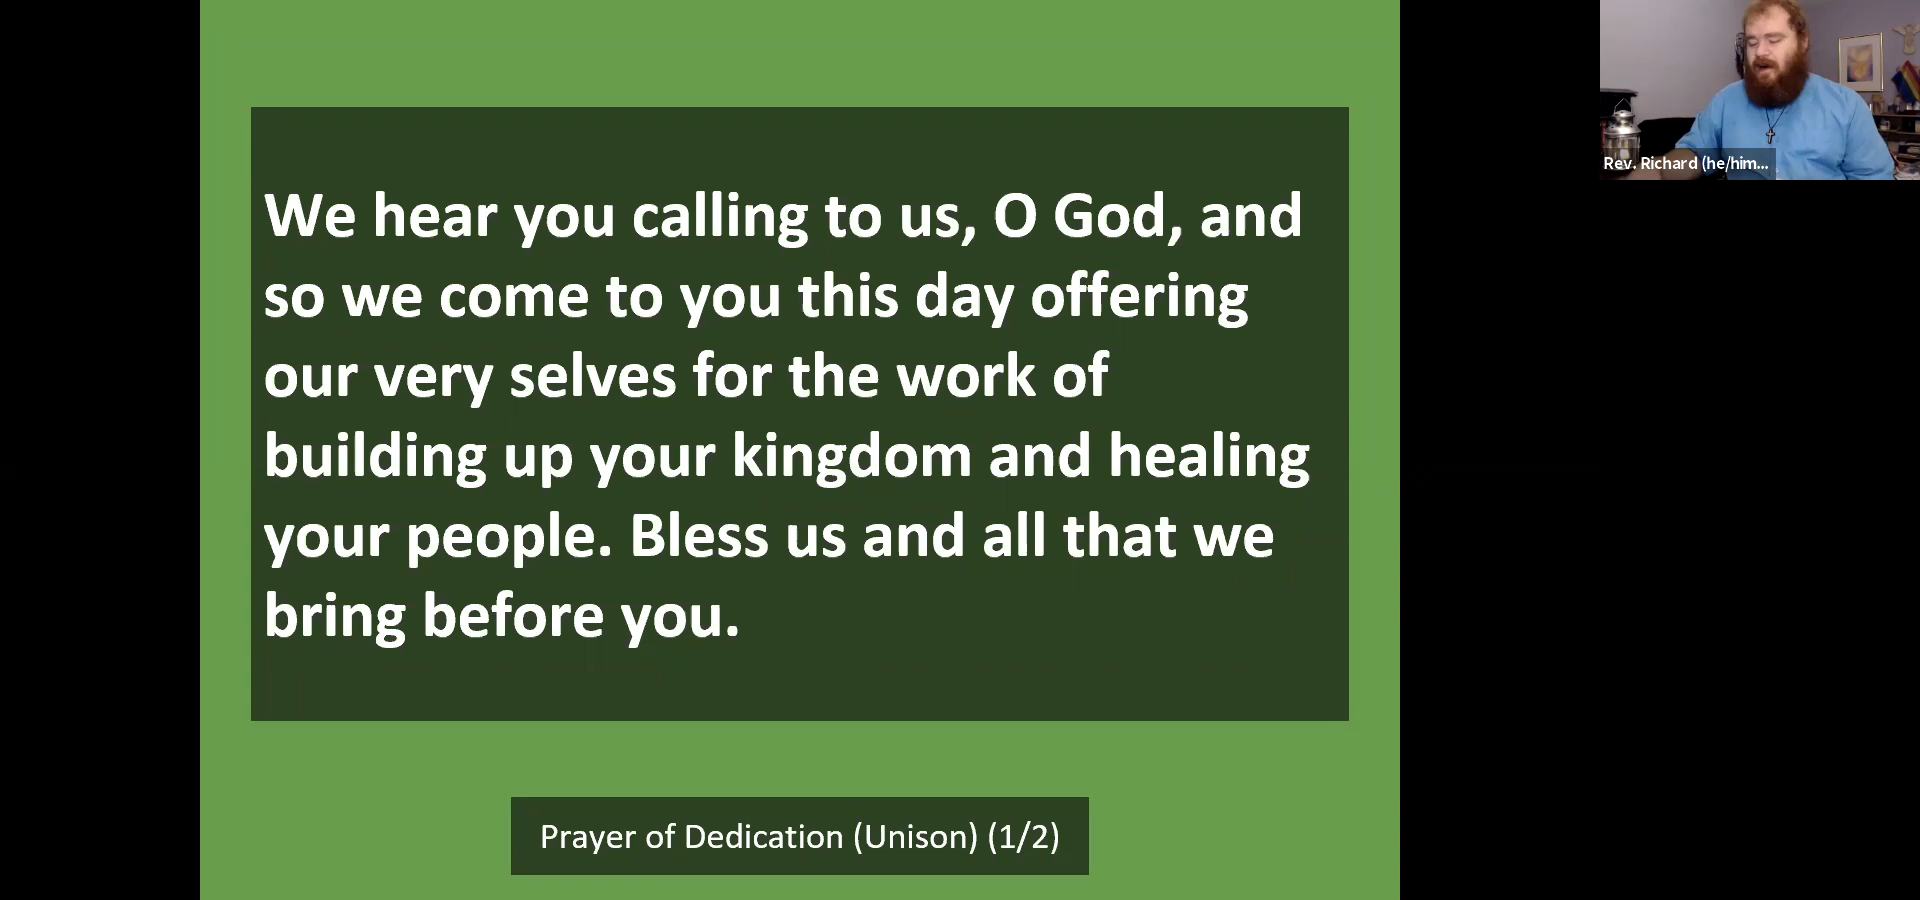 We hear you calling to us, O God, and
so we come to you this day offering
our very selves for the work of
building up your kingdom and healing
your people. Bless us and all that we
bring before you.
Prayer of Dedication (Unison) (1/2)
Rev. Richard (he/him...